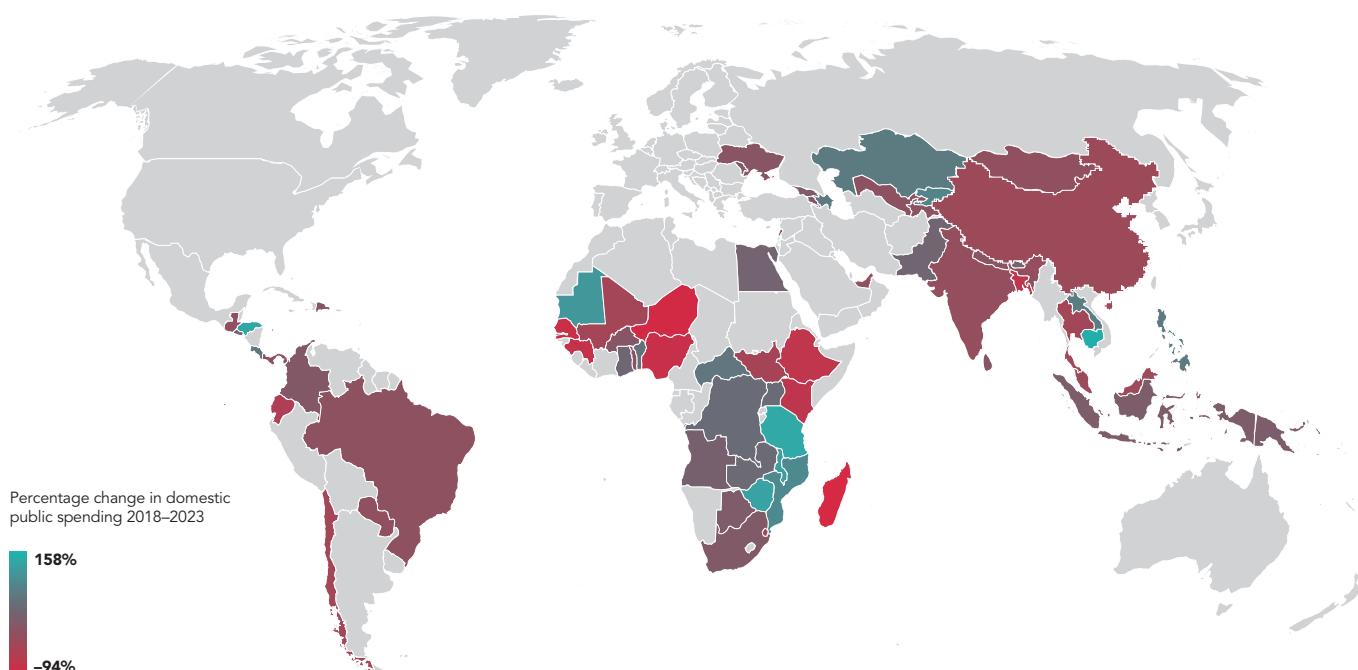 Percentage change in domestic
public spending 2018–2023
158%
–94%